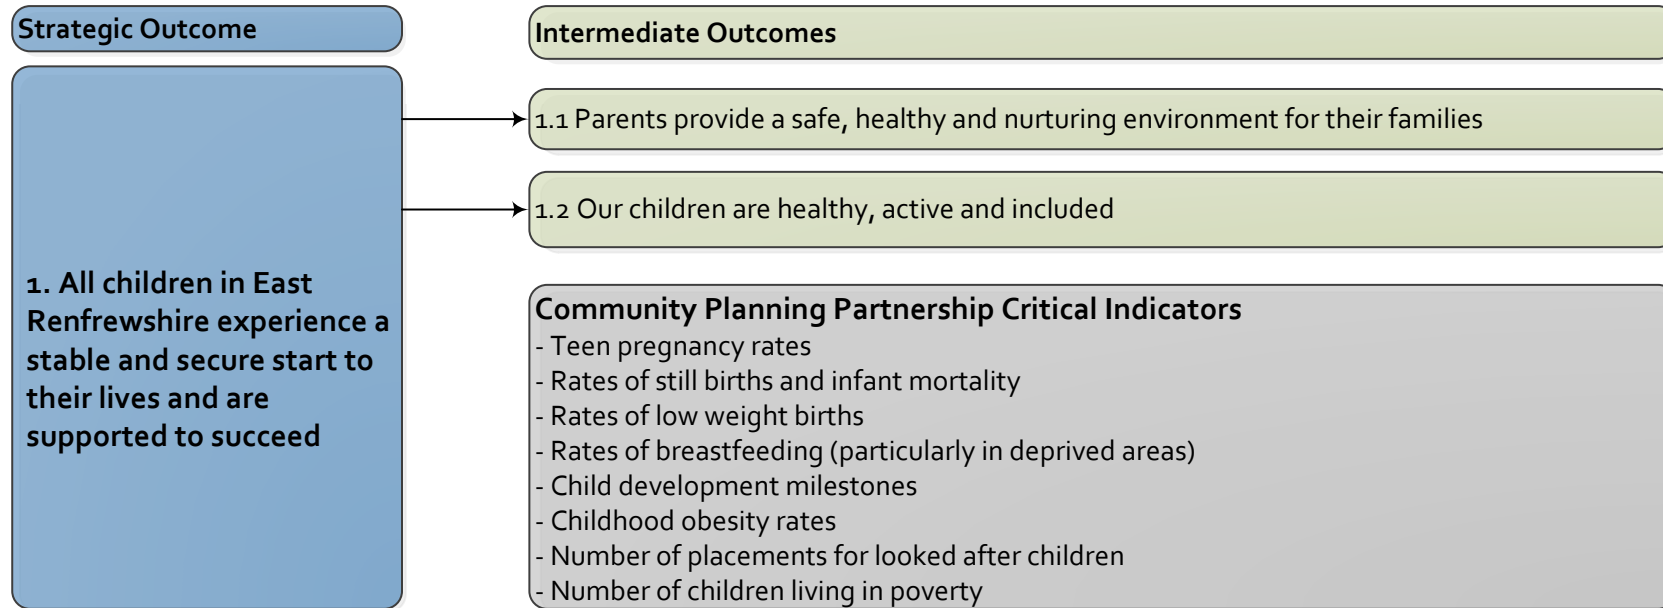 Strategic Outcome
1. All children in East
Renfrewshire experience a
stable and secure start to
their lives and are
supported to succeed
Intermediate Outcomes
1.1 Parents provide a safe, healthy and nurturing environment for their families
1.2 Our children are healthy, active and included
Community Planning Partnership Critical Indicators
- Teen pregnancy rates
- Rates of still births and infant mortality
- Rates of low weight births
- Rates of breastfeeding (particularly in deprived areas)
- Child development milestones
- Childhood obesity rates
- Number of placements for looked after children
- Number of children living in poverty